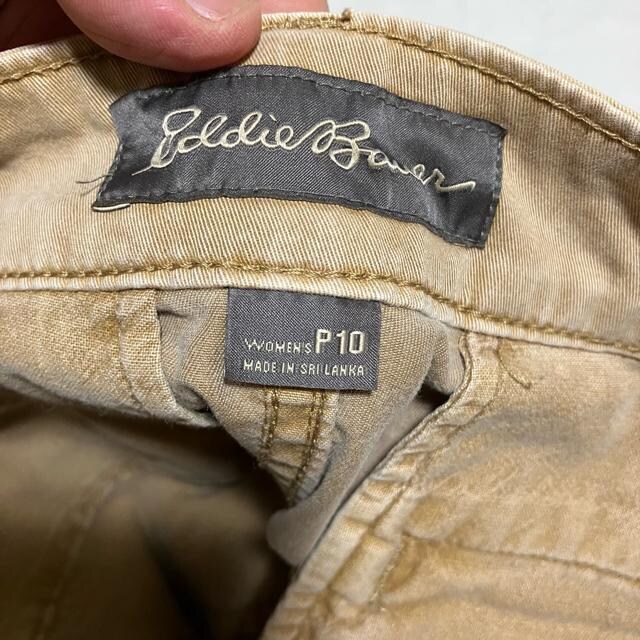 Eddie Bauer
WOMEN'S P10
MADE IN SRI LANKA